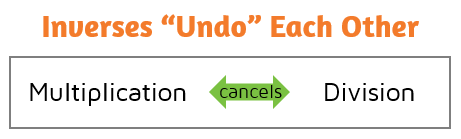 Inverses “Undo” Each Other
Multiplication cancels Division